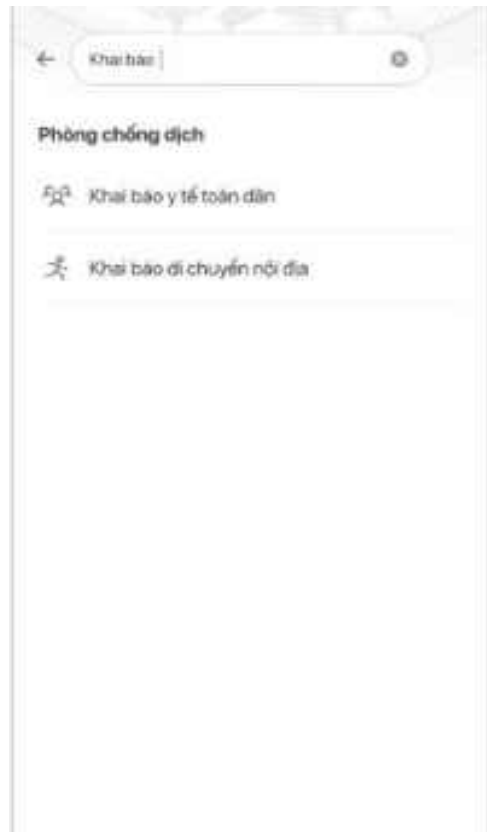 Khai báo
Phòng chống dịch
Khai báo y tế toàn dân
Khai báo di chuyển nội địa